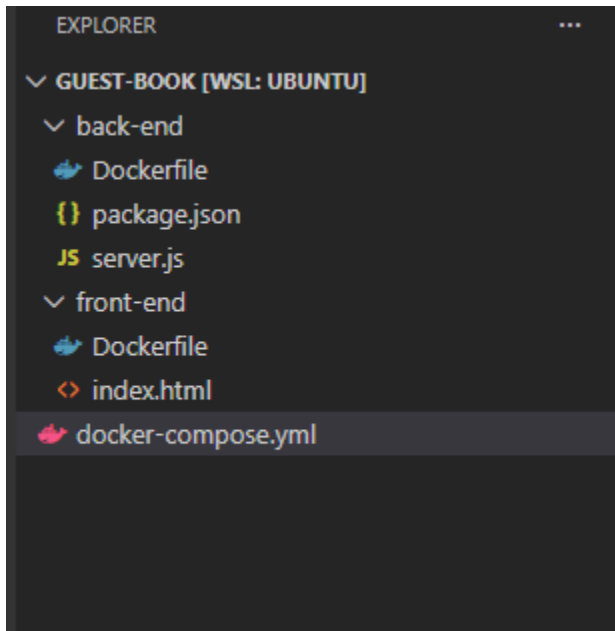 EXPLORER ...
GUEST-BOOK [WSL: UBUNTU]
back-end
Dockerfile
{} package.json
JS server.js
front-end
Dockerfile
<> index.html
docker-compose.yml